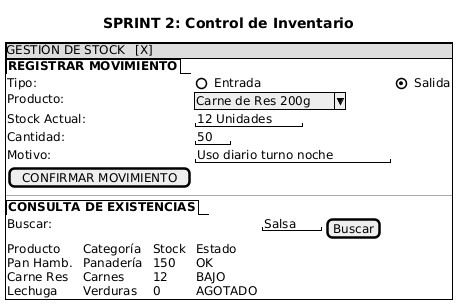 SPRINT 2: Control de Inventario
GESTION DE STOCK [X]
REGISTRAR MOVIMIENTO
Tipo: Entrada Salida
Producto: Carne de Res 200g
Stock Actual: 12 Unidades
Cantidad: 50
Motivo: Uso diario turno noche
CONFIRMAR MOVIMIENTO
CONSULTA DE EXISTENCIAS
Buscar: Salsa Buscar
Producto Categoría Stock Estado
Pan Hamb. Panadería 150 OK
Carne Res Carnes 12 BAJO
Lechuga Verduras 0 AGOTADO